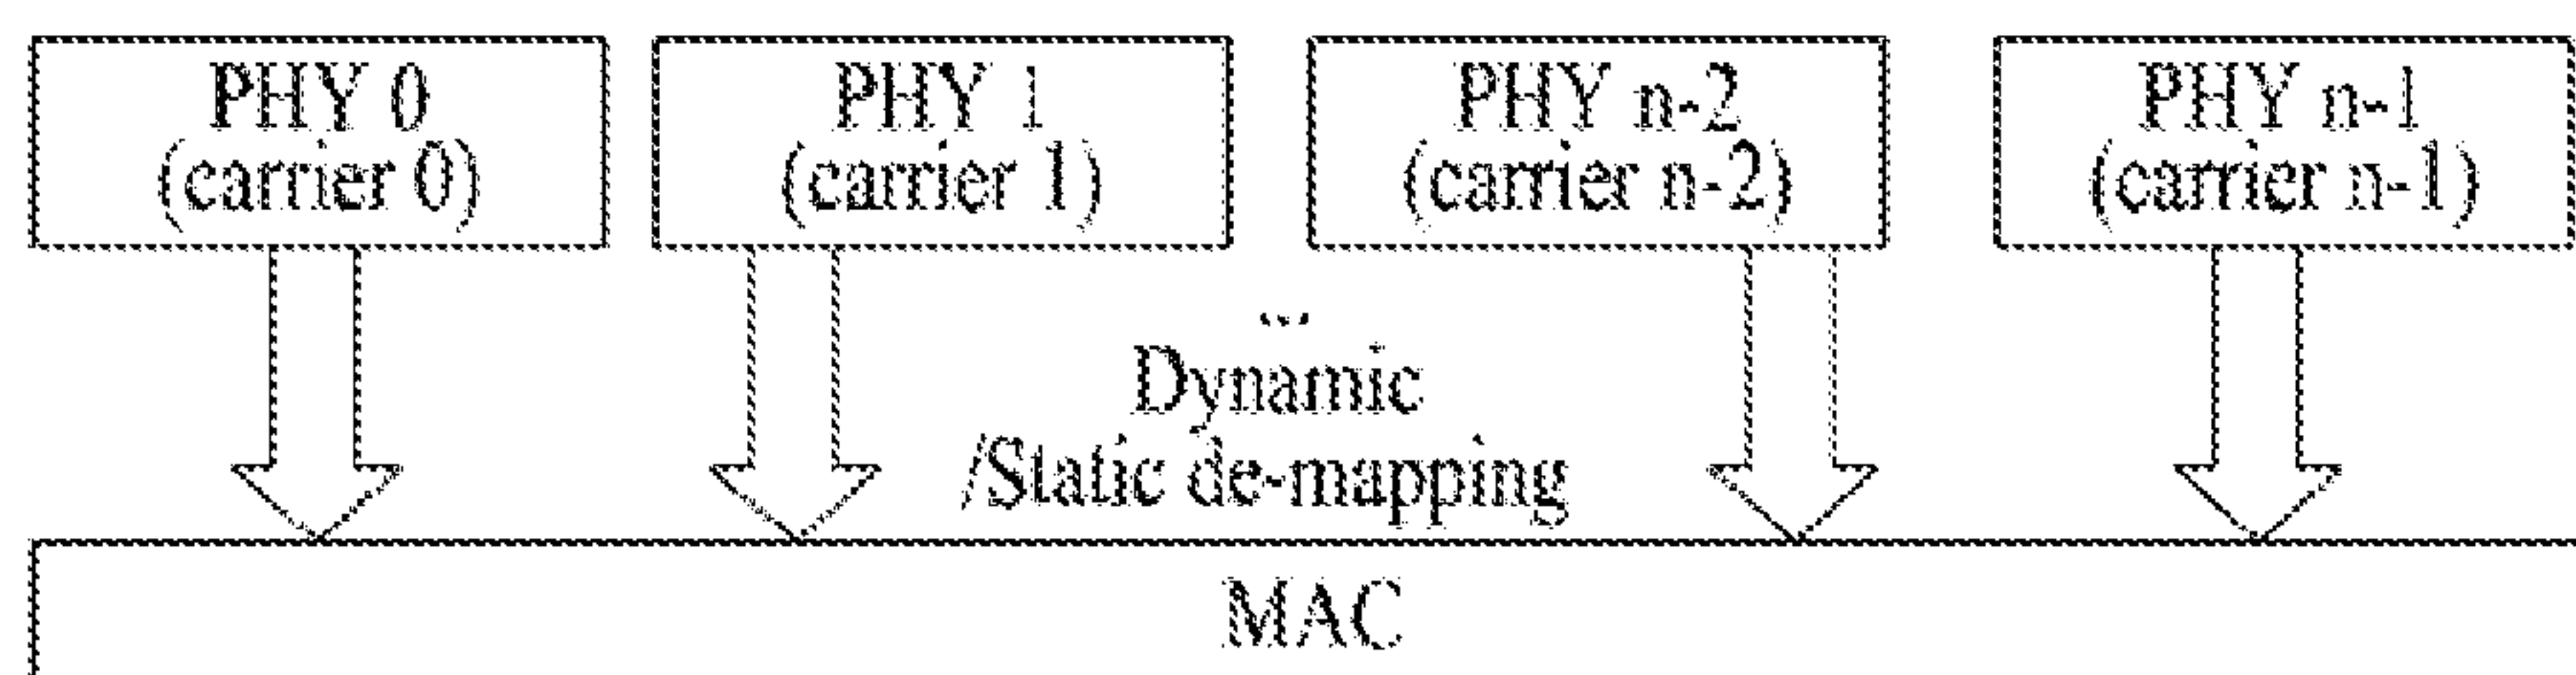 PHY 0
(carrier 0)
PHY 1
(carrier 1)
PHY n-2
(carrier n-2)
PHY n-1
(carrier n-1)
...
Dynamic
/Static de-mapping
MAC